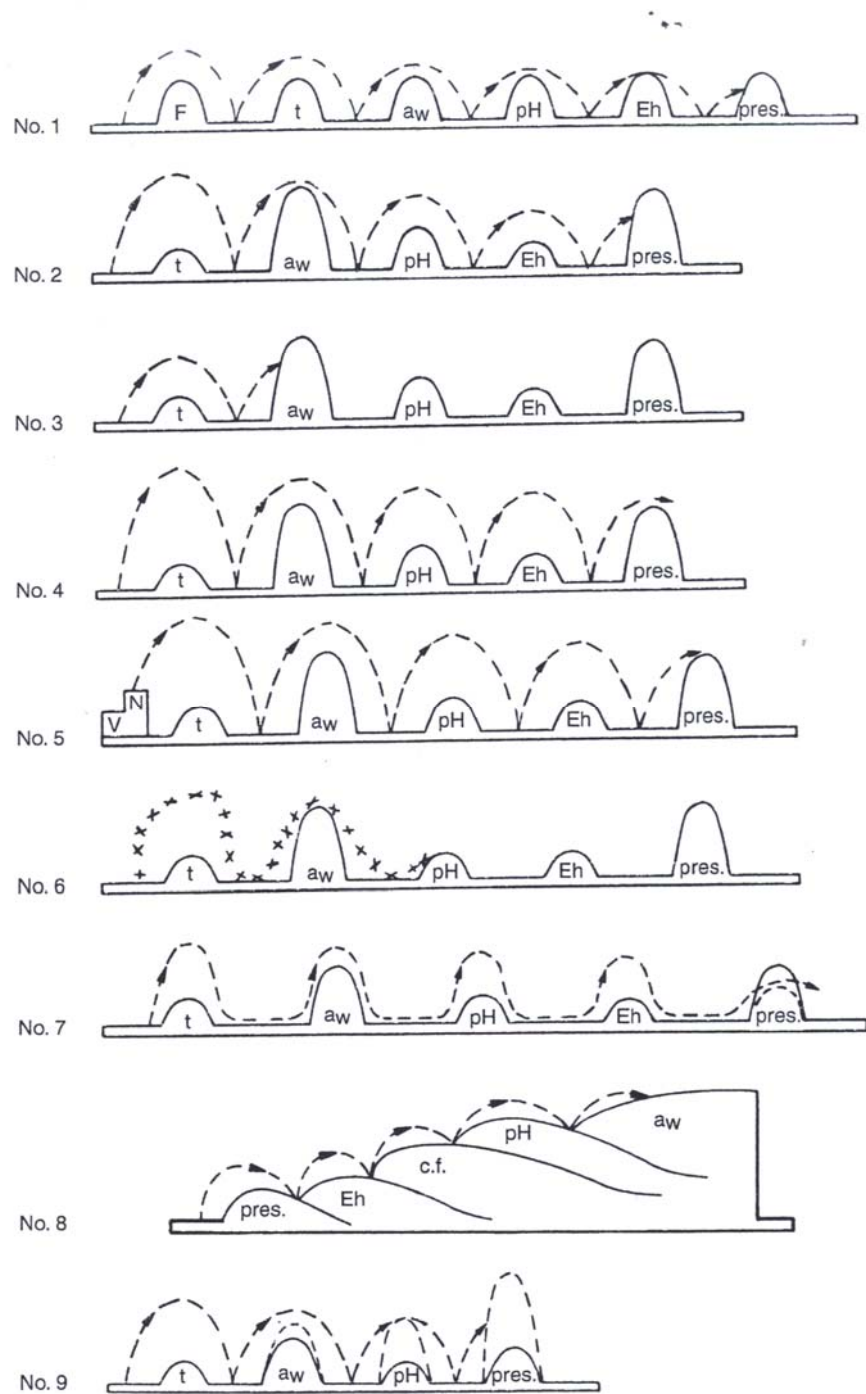 F t aw pH Eh pres.
No. 1
t aw pH Eh pres.
No. 2
t aw pH Eh pres.
No. 3
t aw pH Eh pres.
No. 4
V N t aw pH Eh pres.
No. 5
t aw pH Eh pres.
No. 6
t aw pH Eh pres.
No. 7
aw
pH
c.f.
Eh
pres.
No. 8
t aw pH pres.
No. 9